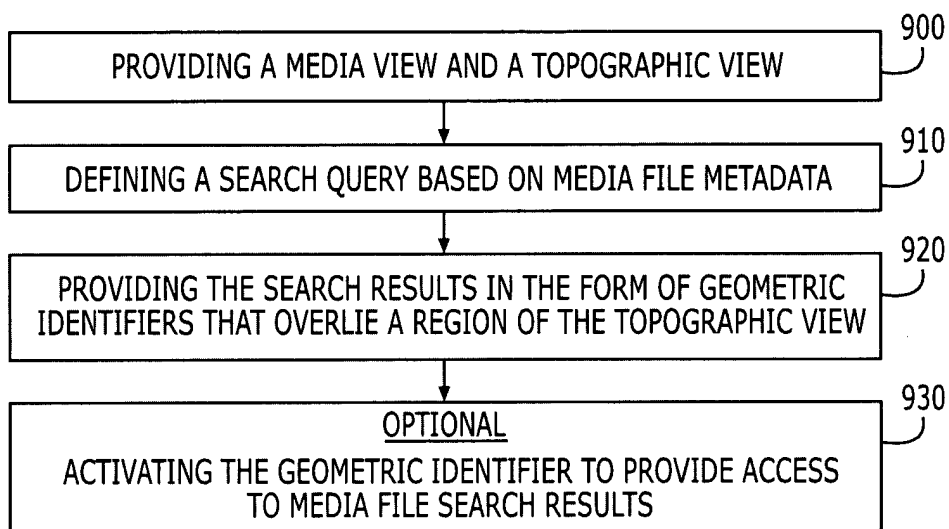 900
PROVIDING A MEDIA VIEW AND A TOPOGRAPHIC VIEW
910
DEFINING A SEARCH QUERY BASED ON MEDIA FILE METADATA
920
PROVIDING THE SEARCH RESULTS IN THE FORM OF GEOMETRIC
IDENTIFIERS THAT OVERLIE A REGION OF THE TOPOGRAPHIC VIEW
930
OPTIONAL
ACTIVATING THE GEOMETRIC IDENTIFIER TO PROVIDE ACCESS
TO MEDIA FILE SEARCH RESULTS